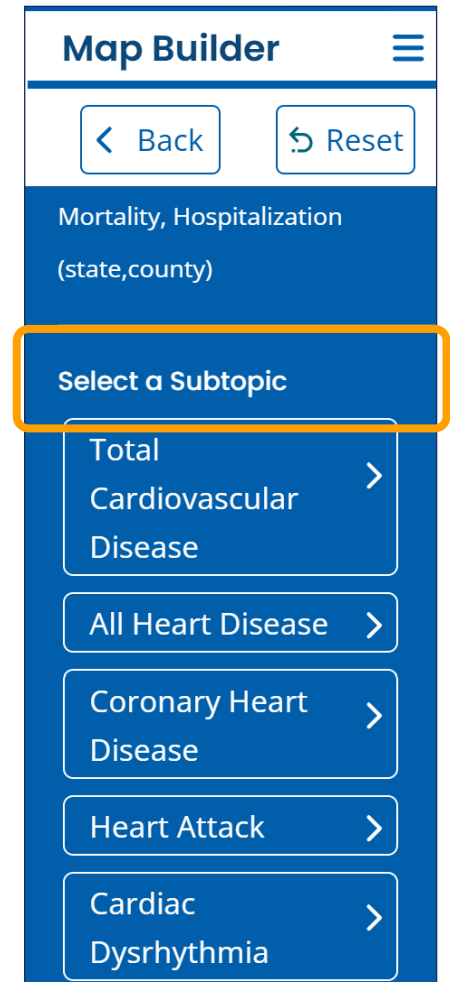 Map Builder
Back
Reset
Mortality, Hospitalization
(state,county)
Select a Subtopic
Total
Cardiovascular
Disease
All Heart Disease
Coronary Heart
Disease
Heart Attack
Cardiac
Dysrhythmia